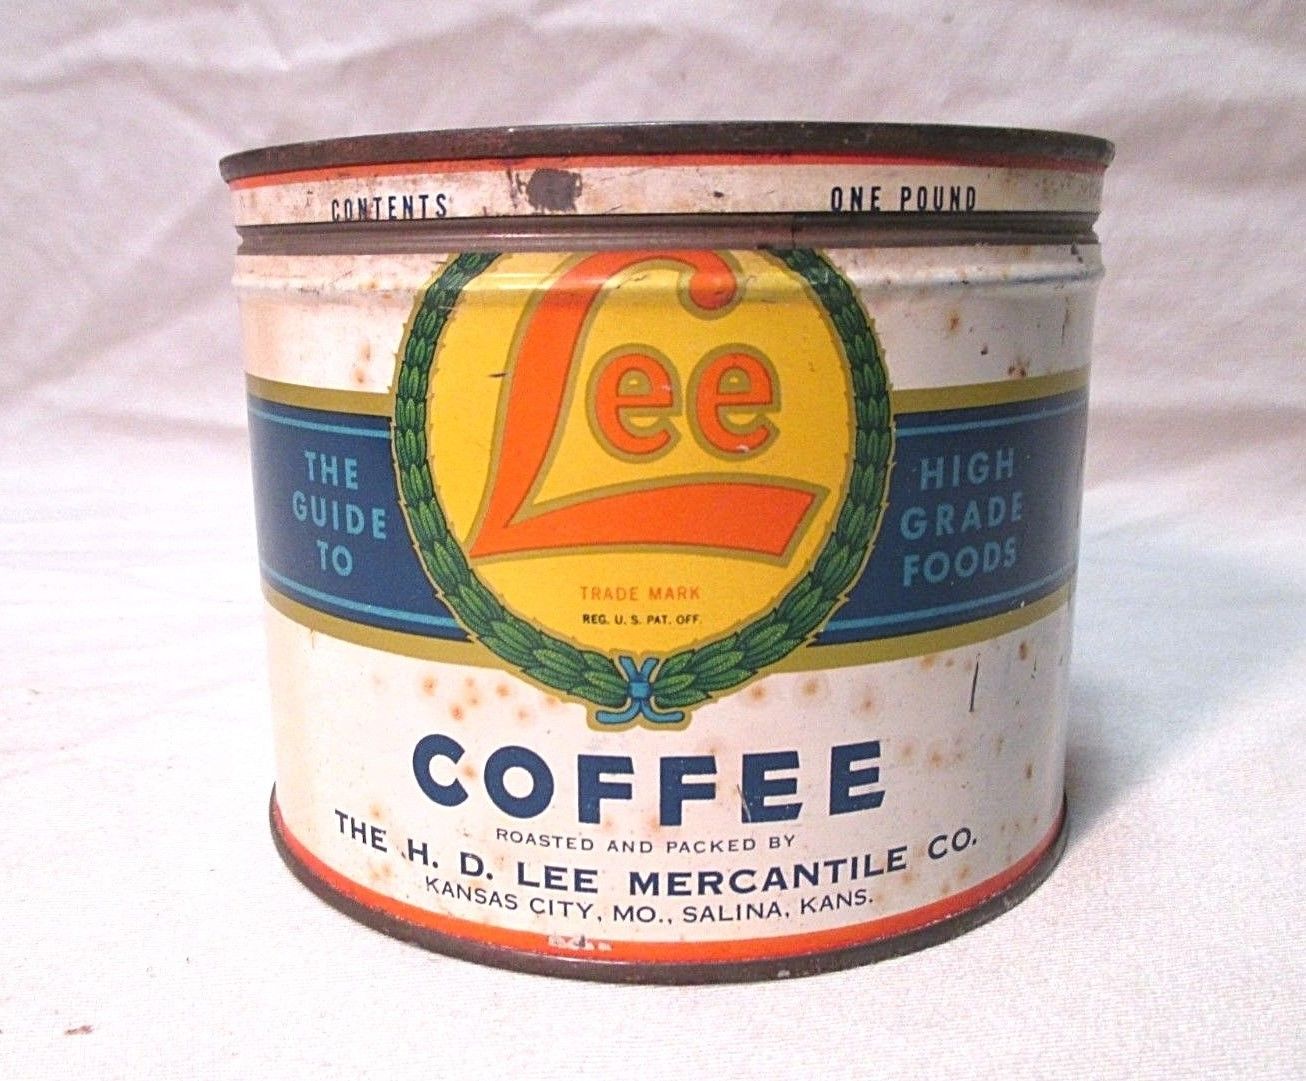 CONTENTS ONE POUND
Lee
THE
GUIDE
TO
HIGH
GRADE
FOODS
TRADE MARK
REG. U. S. PAT. OFF.
COFFEE
ROASTED AND PACKED BY
THE H. D. LEE MERCANTILE CO.
KANSAS CITY, MO., SALINA, KANS.